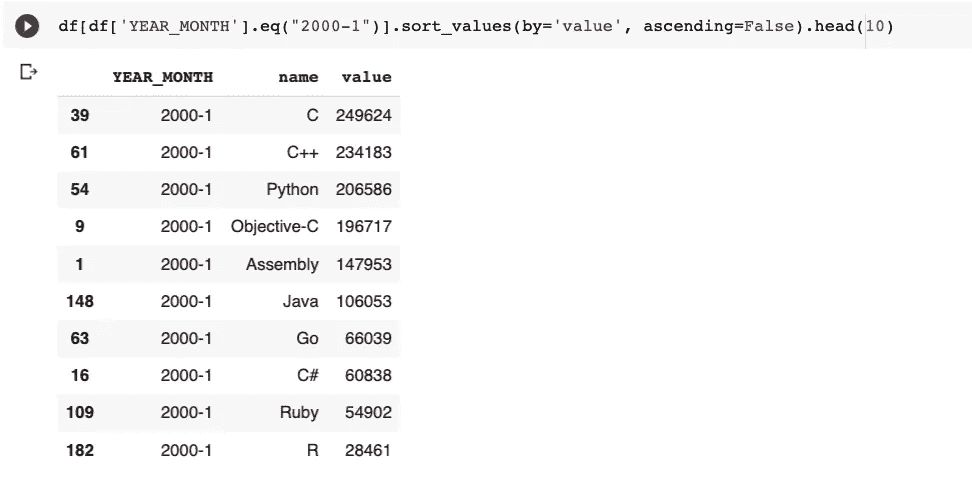 df[df['YEAR_MONTH'].eq("2000-1")].sort_values(by='value', ascending=False).head(10)
YEAR_MONTH name value
39 2000-1 C 249624
61 2000-1 C++ 234183
54 2000-1 Python 206586
9 2000-1 Objective-C 196717
1 2000-1 Assembly 147953
148 2000-1 Java 106053
63 2000-1 Go 66039
16 2000-1 C# 60838
109 2000-1 Ruby 54902
182 2000-1 R 28461